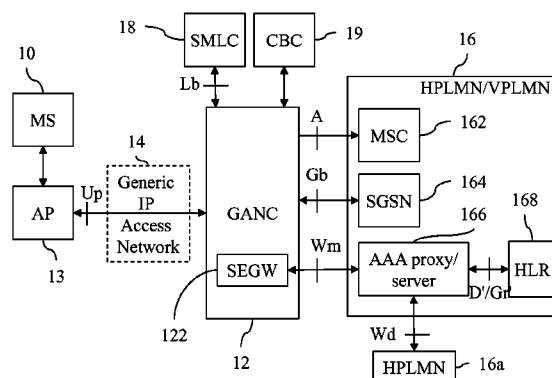 18
SMLC
CBC
19
Lb
10
MS
14
Up
Generic
IP
Access
Network
AP
13
GANC
SEGW
122
12
A
Gb
Wm
16
HPLMN/VPLMN
MSC
162
SGSN
164
166
168
AAA proxy/
server
HLR
D'/Gr
Wd
HPLMN
16a